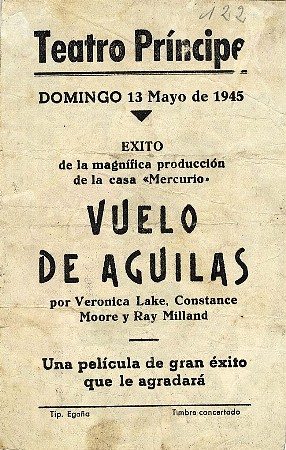 122
Teatro Príncipe
DOMINGO 13 Mayo de 1945
EXITO
de la magnífica producción
de la casa «Mercurio»
VUELO
DE AGUILAS
por Veronica Lake, Constance
Moore y Ray Milland
Una película de gran éxito
que le agradará
Tip. Egaña Timbre concertado